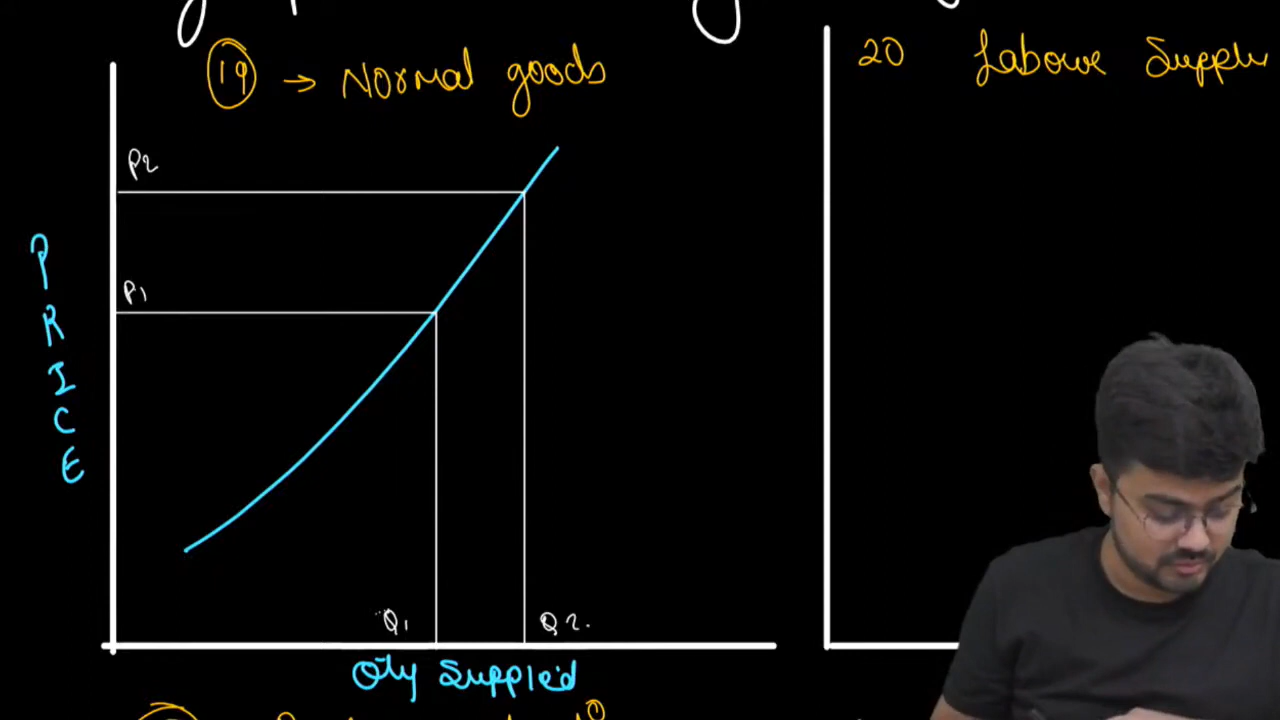 19 → Normal goods
20 Labour Supply
P2
P1
PRICE
Q1
Q2.
Qty Supplied